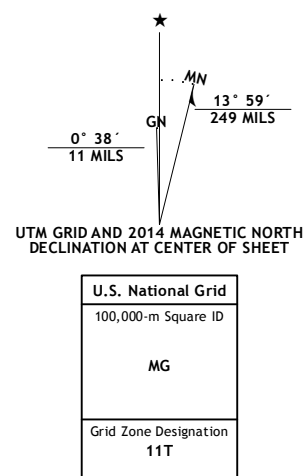 ★
MN
GN
13° 59´
249 MILS
0° 38´
11 MILS
UTM GRID AND 2014 MAGNETIC NORTH
DECLINATION AT CENTER OF SHEET
U.S. National Grid
100,000-m Square ID
MG
Grid Zone Designation
11T